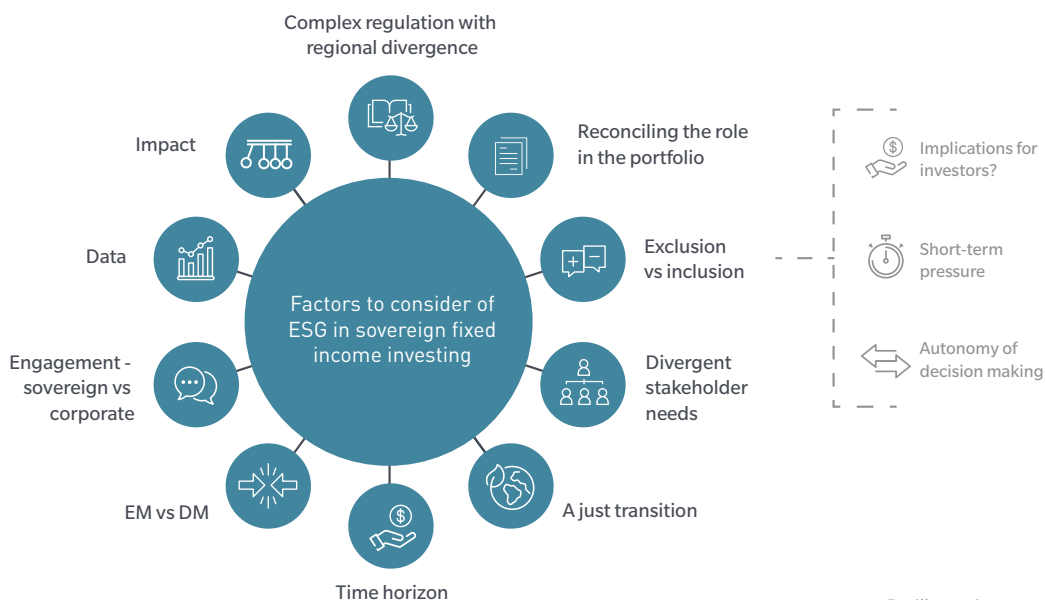 Complex regulation with
regional divergence
Impact
Reconciling the role
in the portfolio
Data
Exclusion
vs inclusion
Factors to consider of
ESG in sovereign fixed
income investing
Engagement -
sovereign vs
corporate
Divergent
stakeholder
needs
EM vs DM
A just transition
Time horizon
$
Implications for
investors?
Short-term
pressure
Autonomy of
decision making
$